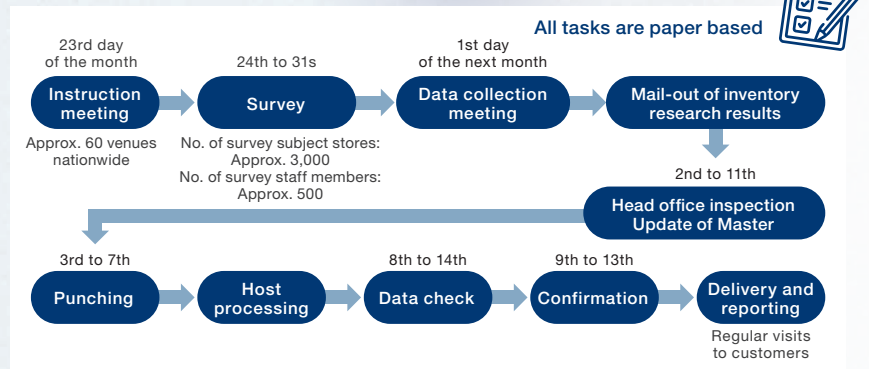 All tasks are paper based
23rd day
of the month
Instruction
meeting
Approx. 60 venues
nationwide
24th to 31s
Survey
No. of survey subject stores:
Approx. 3,000
No. of survey staff members:
Approx. 500
1st day
of the next month
Data collection
meeting
Mail-out of inventory
research results
2nd to 11th
Head office inspection
Update of Master
3rd to 7th
Punching
Host
processing
8th to 14th
Data check
9th to 13th
Confirmation
Delivery and
reporting
Regular visits
to customers